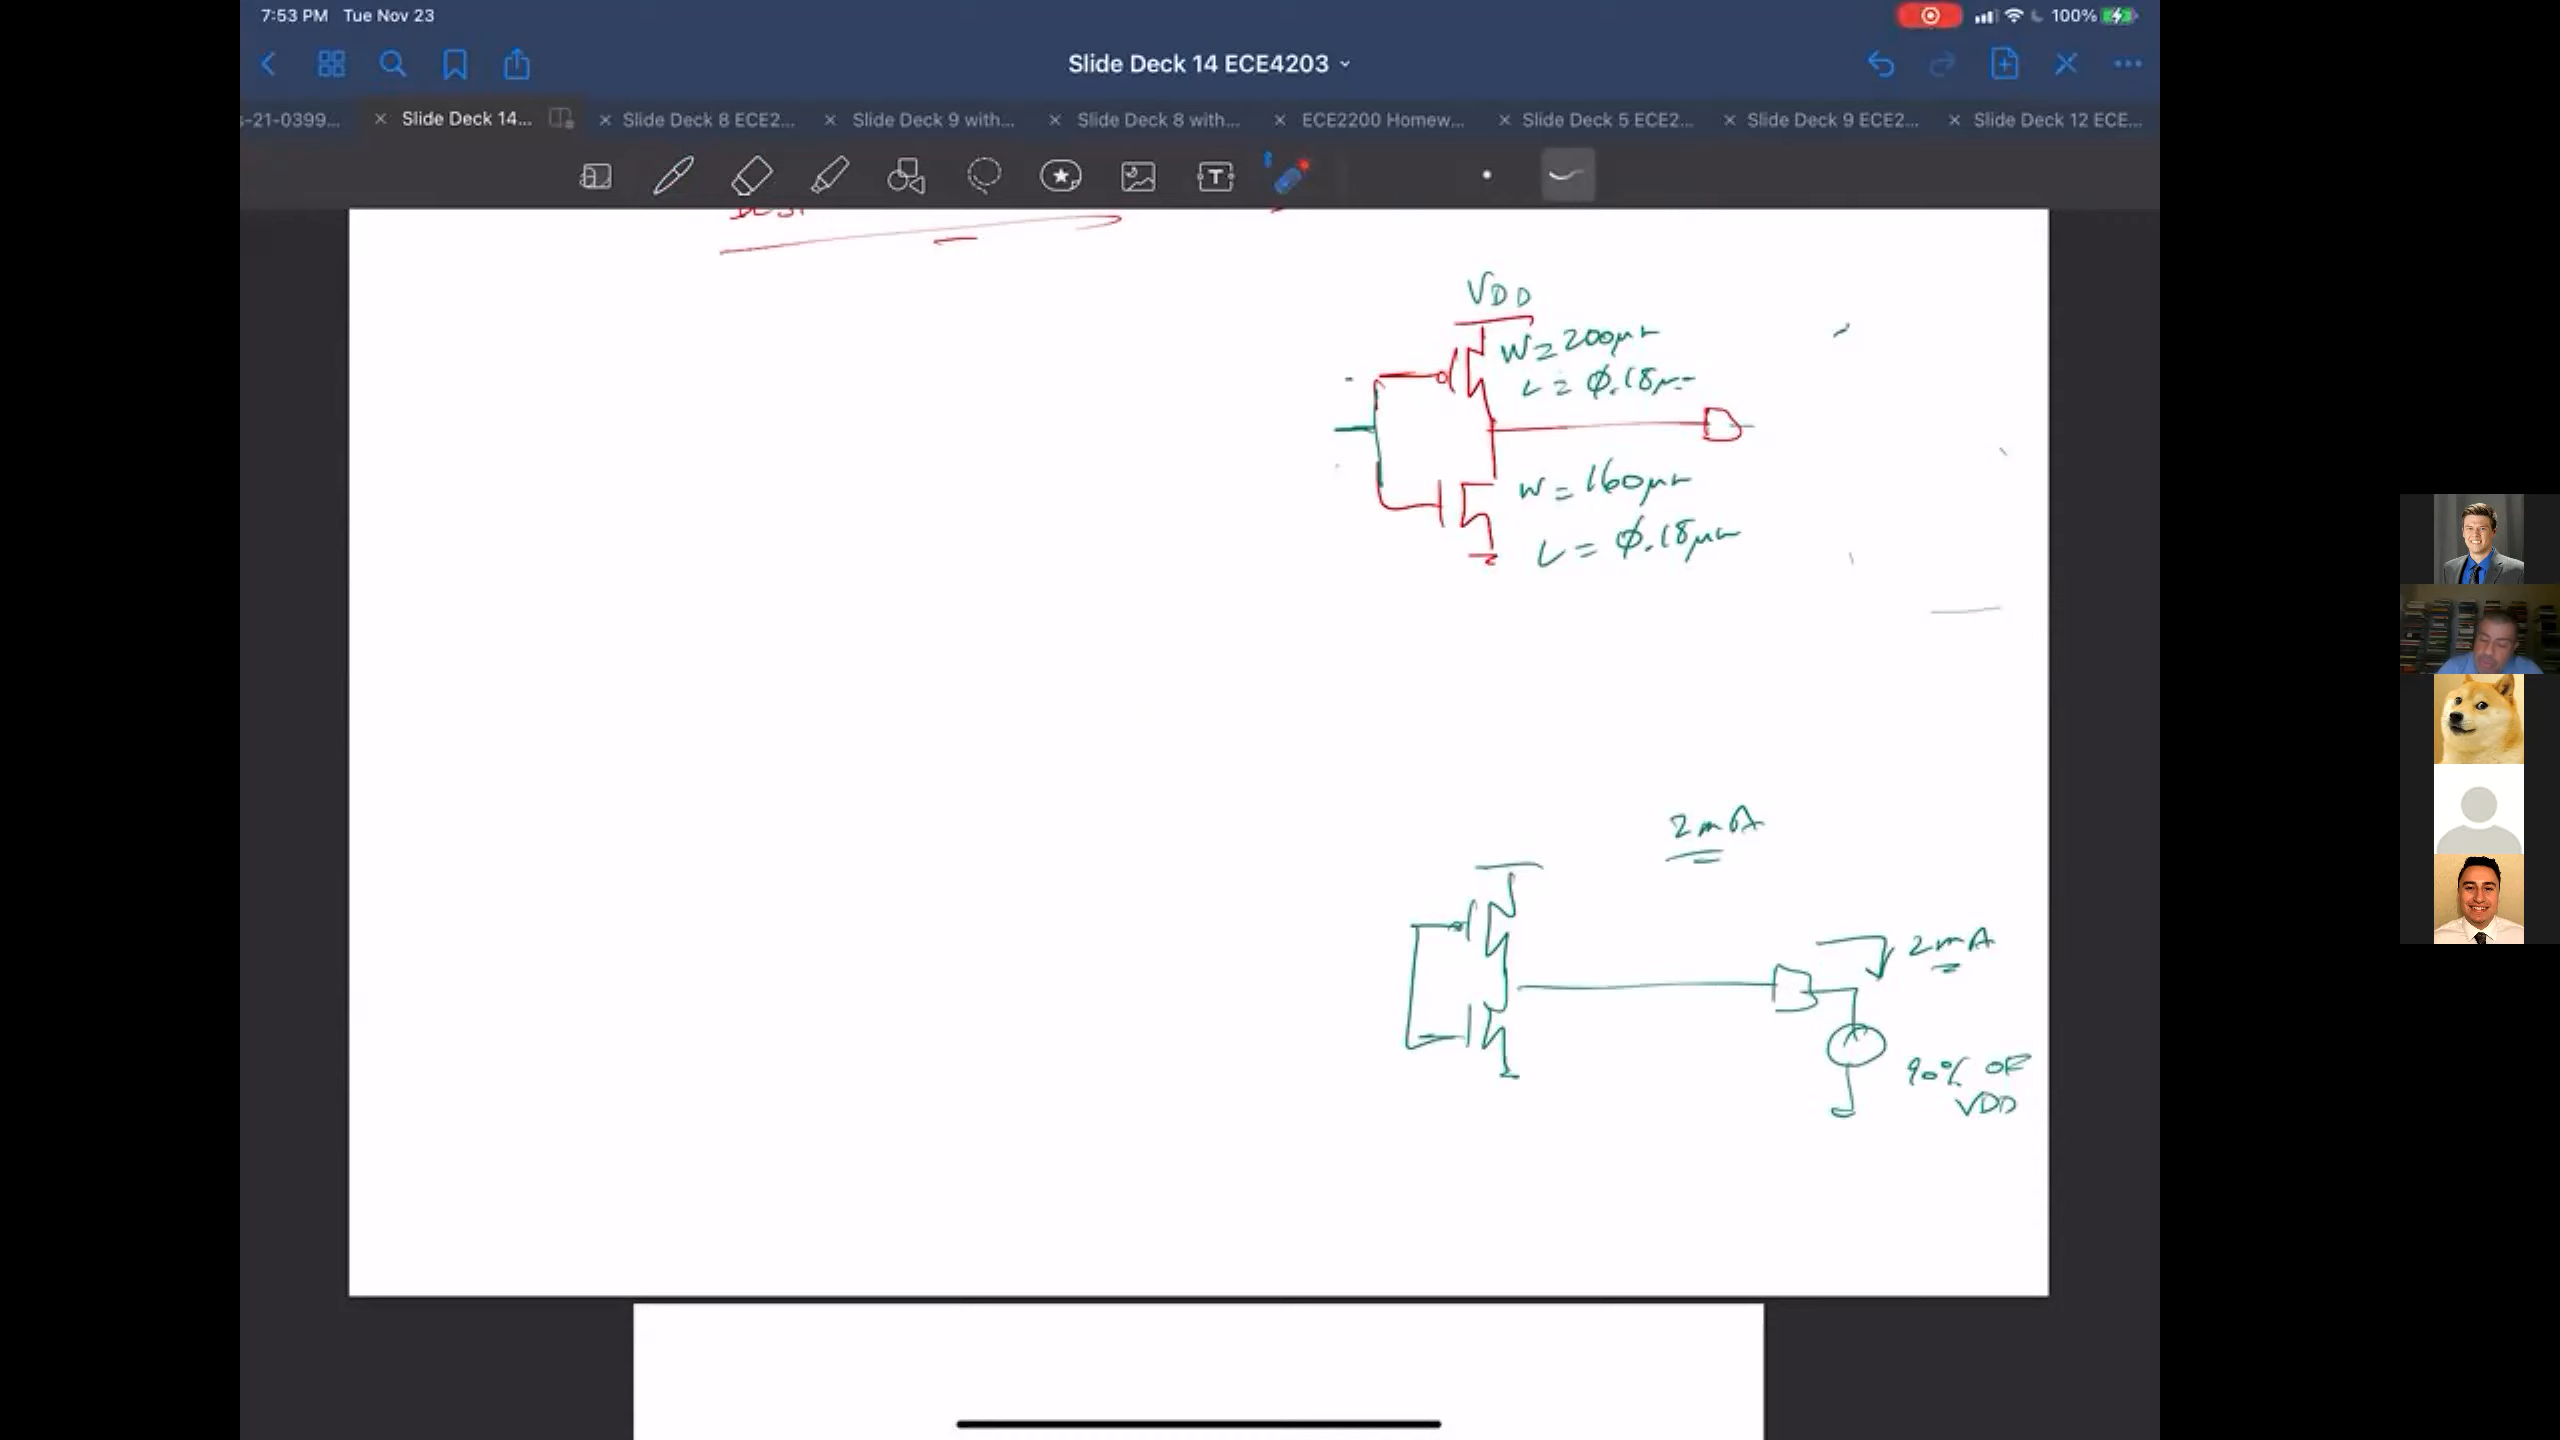 7:53 PM Tue Nov 23
100%
Slide Deck 14 ECE4203
s-21-0399...
Slide Deck 14...
Slide Deck 8 ECE2...
Slide Deck 9 with...
Slide Deck 8 with...
ECE2200 Homew...
Slide Deck 5 ECE2...
Slide Deck 9 ECE2...
Slide Deck 12 ECE...
T
VDD
W=200μm
L=0.18μm
W=160μm
L=0.18μm
2mA
2mA
90% OF
VDD